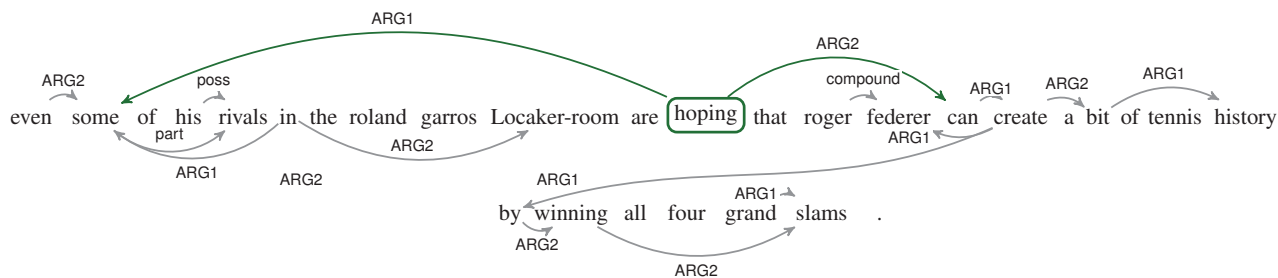 ARG1
ARG2
ARG2 poss compound ARG1 ARG2 ARG1
even some of his rivals in the roland garros Locaker-room are hoping that roger federer can create a bit of tennis history
part ARG2 ARG1
ARG1 ARG2 ARG1
ARG1
by winning all four grand slams .
ARG2
ARG2